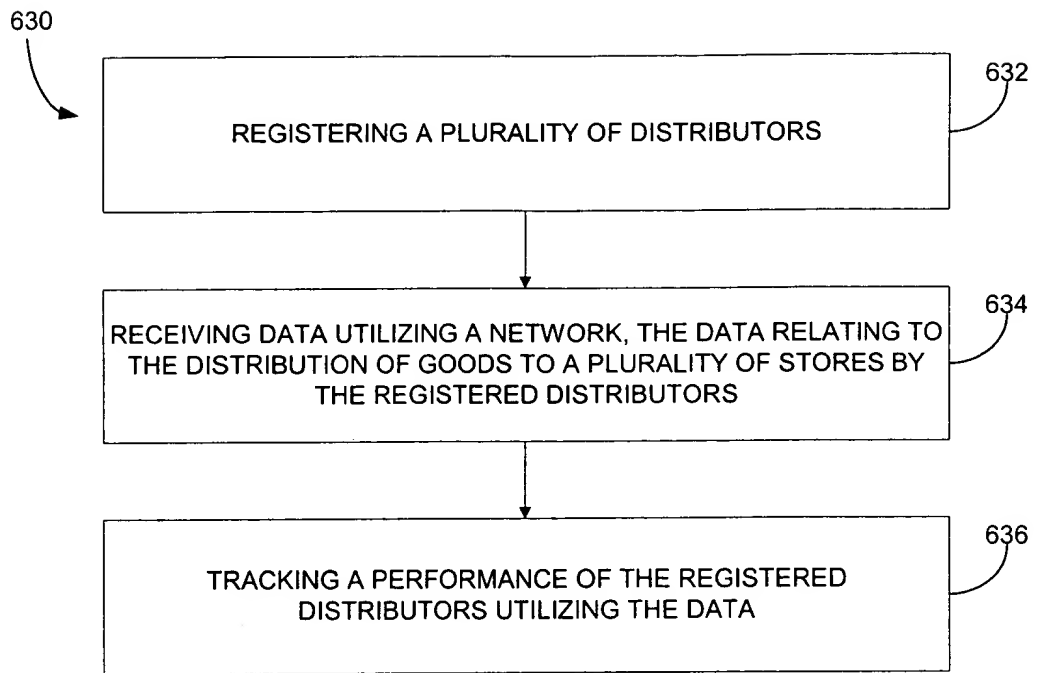 630
632
REGISTERING A PLURALITY OF DISTRIBUTORS
634
RECEIVING DATA UTILIZING A NETWORK, THE DATA RELATING TO
THE DISTRIBUTION OF GOODS TO A PLURALITY OF STORES BY
THE REGISTERED DISTRIBUTORS
636
TRACKING A PERFORMANCE OF THE REGISTERED
DISTRIBUTORS UTILIZING THE DATA